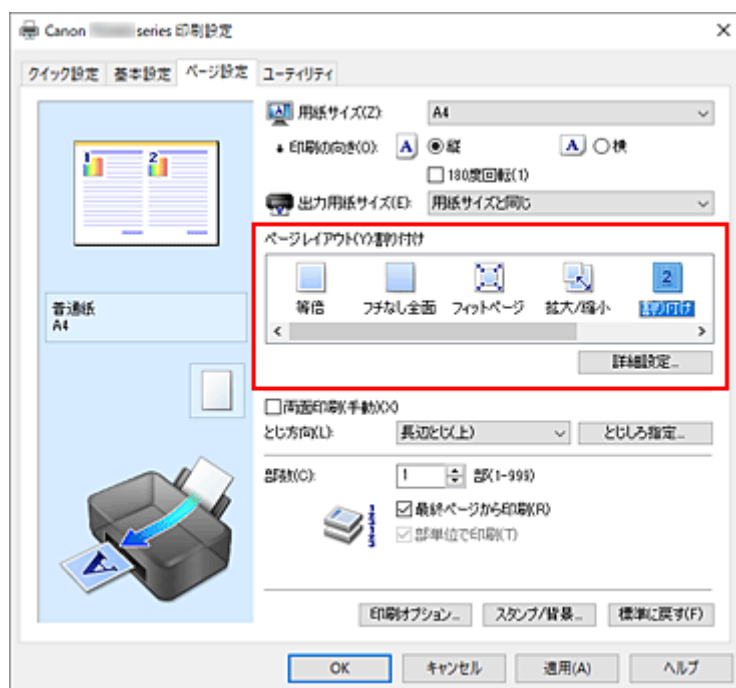 Canon series 印刷設定
クイック設定 基本設定 ページ設定 ユーティリティ
用紙サイズ(Z): A4
印刷の向き(O): A 縦 A 横
180度回転(1)
出力用紙サイズ(E): 用紙サイズと同じ
ページレイアウト(Y):割り付け
等倍 フチなし全面 フィットページ 拡大/縮小 割り付け
2
詳細設定...
1 2
普通紙
A4
両面印刷(手動)(X)
とじ方向(L): 長辺とじ(上) とじしろ指定...
部数(C): 1 部(1-999)
最終ページから印刷(R)
部単位で印刷(T)
印刷オプション... スタンプ/背景... 標準に戻す(F)
OK キャンセル 適用(A) ヘルプ